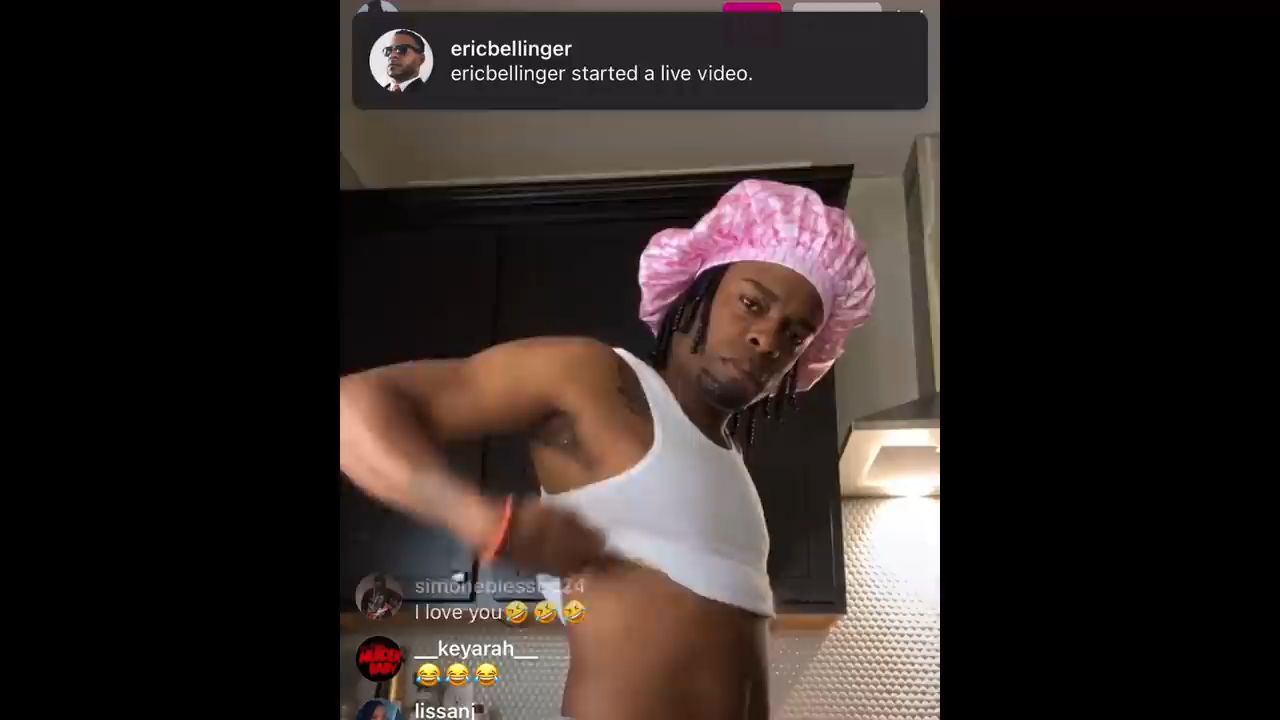 ericbellinger
ericbellinger started a live video.
I love you🤣🤣🤣
__keyarah__
😂😂😂
lissanj